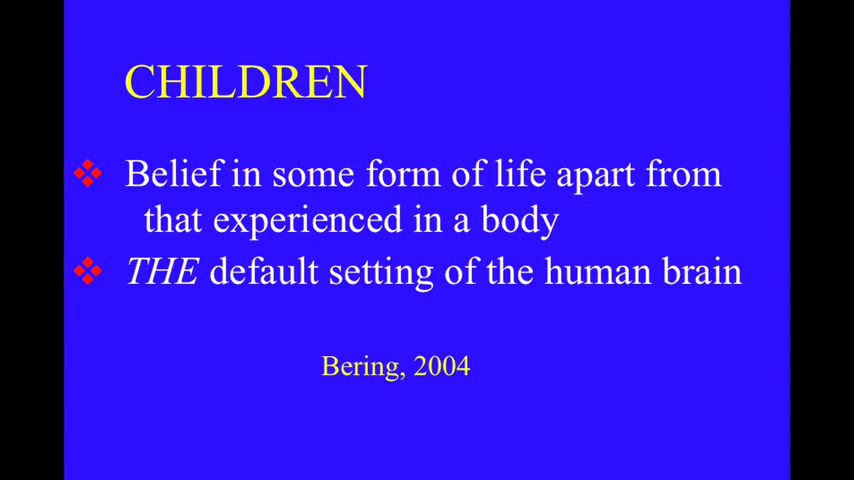 CHILDREN
Belief in some form of life apart from
that experienced in a body
THE default setting of the human brain
Bering, 2004